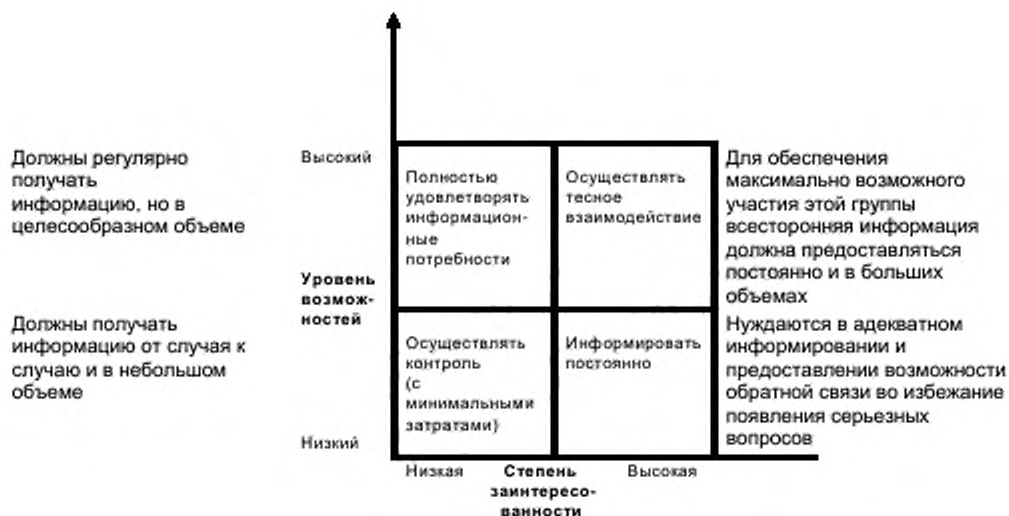 Должны регулярно
получать
информацию, но в
целесообразном объеме
Высокий
Полностью
удовлетворять
информацион-
ные
потребности
Осуществлять
тесное
взаимодействие
Для обеспечения
максимально возможного
участия этой группы
всесторонняя информация
должна предоставляться
постоянно и в больших
объемах
Уровень
возмож-
ностей
Должны получать
информацию от случая к
случаю и в небольшом
объеме
Осуществлять
контроль
(с
минимальными
затратами)
Информировать
постоянно
Нуждаются в адекватном
информировании и
предоставлении возможности
обратной связи во избежание
появления серьезных
вопросов
Низкий
Низкая
Степень
заинтересо-
ванности
Высокая